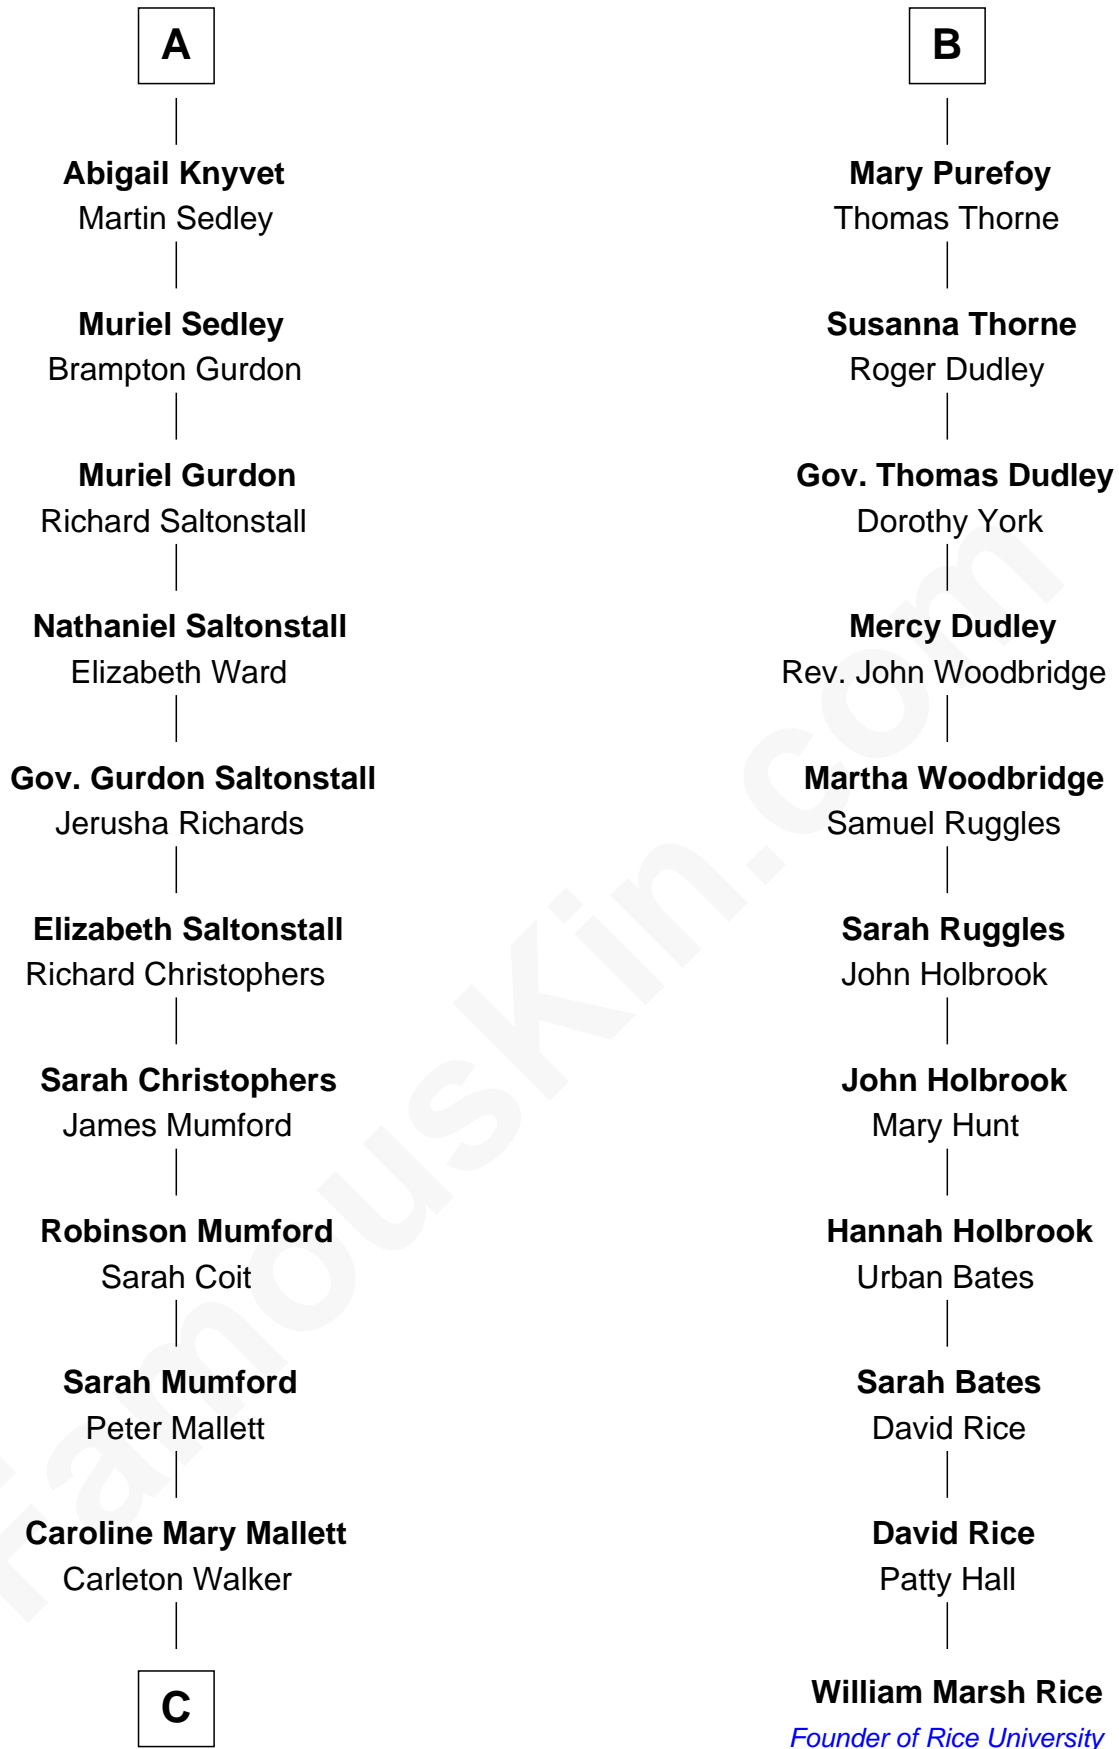 A
Abigail Knyvet
Martin Sedley
Muriel Sedley
Brampton Gurdon
Muriel Gurdon
Richard Saltonstall
Nathaniel Saltonstall
Elizabeth Ward
Gov. Gurdon Saltonstall
Jerusha Richards
Elizabeth Saltonstall
Richard Christophers
Sarah Christophers
James Mumford
Robinson Mumford
Sarah Coit
Sarah Mumford
Peter Mallett
Caroline Mary Mallett
Carleton Walker
C
B
Mary Purefoy
Thomas Thorne
Susanna Thorne
Roger Dudley
Gov. Thomas Dudley
Dorothy York
Mercy Dudley
Rev. John Woodbridge
Martha Woodbridge
Samuel Ruggles
Sarah Ruggles
John Holbrook
John Holbrook
Mary Hunt
Hannah Holbrook
Urban Bates
Sarah Bates
David Rice
David Rice
Patty Hall
William Marsh Rice
Founder of Rice University
FamousKin.com